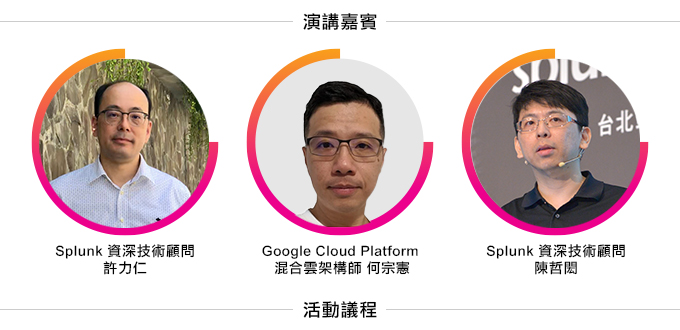 演講嘉賓
splun
台北
Splunk 資深技術顧問
許力仁
Google Cloud Platform
混合雲架構師 何宗憲
Splunk 資深技術顧問
陳哲閎
活動議程